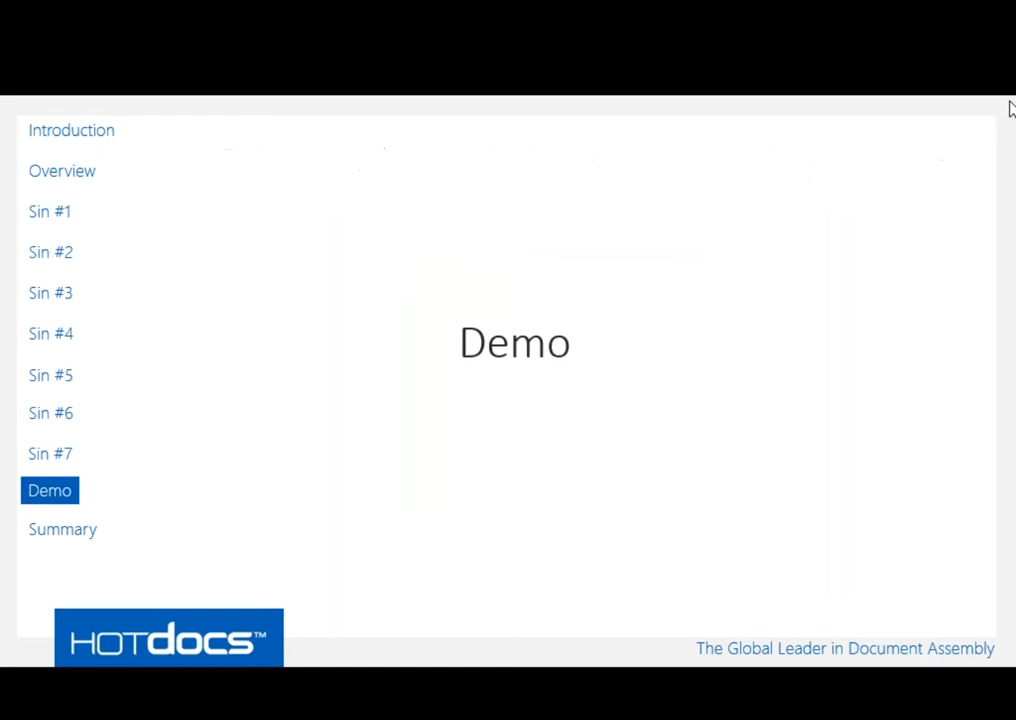 Introduction
Overview
Sin #1
Sin #2
Sin #3
Sin #4
Sin #5
Sin #6
Sin #7
Demo
Summary
Demo
HOTDOCS™
The Global Leader in Document Assembly